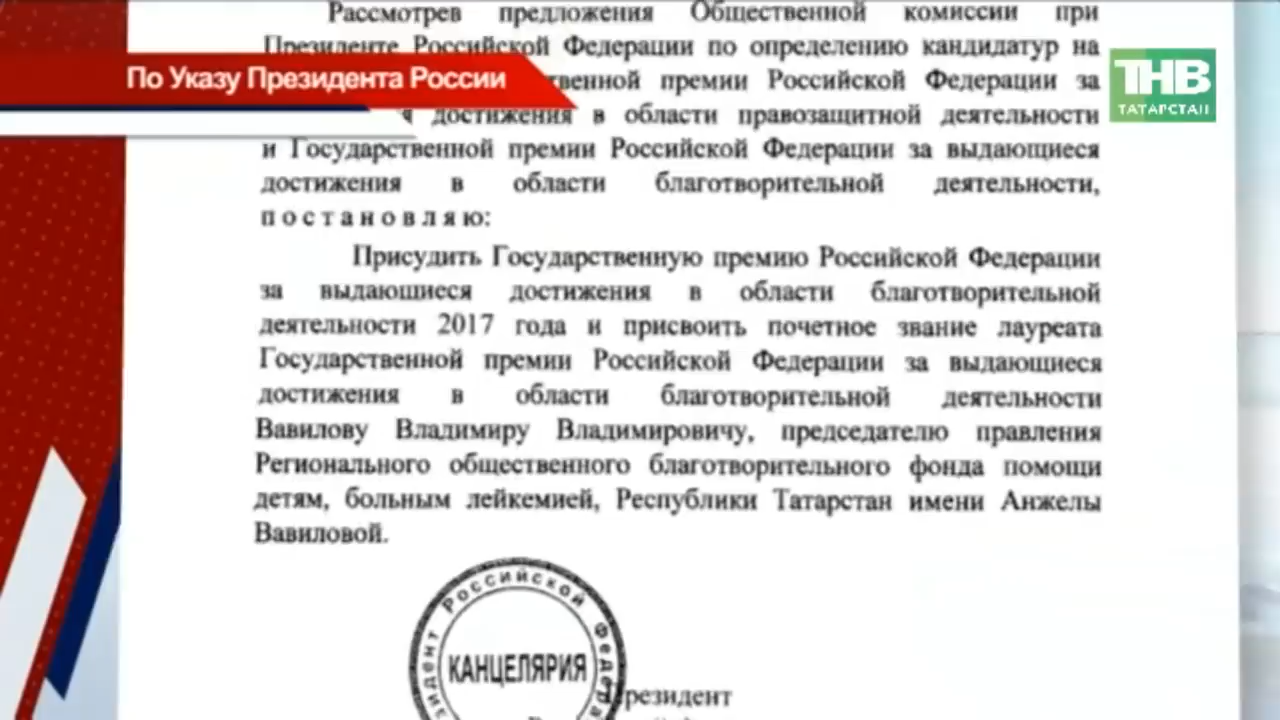 Рассмотрев предложения Общественной комиссии при
Президенте Российской Федерации по определению кандидатур на
По Указу Президента России
Российской Федерации за
достижения в области правозащитной деятельности
и Государственной премии Российской Федерации за выдающиеся
достижения в области благотворительной деятельности,
п о с т а н о в л я ю:
Присудить Государственную премию Российской Федерации
за выдающиеся достижения в области благотворительной
деятельности 2017 года и присвоить почетное звание лауреата
Государственной премии Российской Федерации за выдающиеся
достижения в области благотворительной деятельности
Вавилову Владимиру Владимировичу, председателю правления
Регионального общественного благотворительного фонда помощи
детям, больным лейкемией, Республики Татарстан имени Анжелы
Вавиловой.
Российской
КАНЦЕЛЯРИЯ
Президент
ТНВ
ТАТАРСТАН